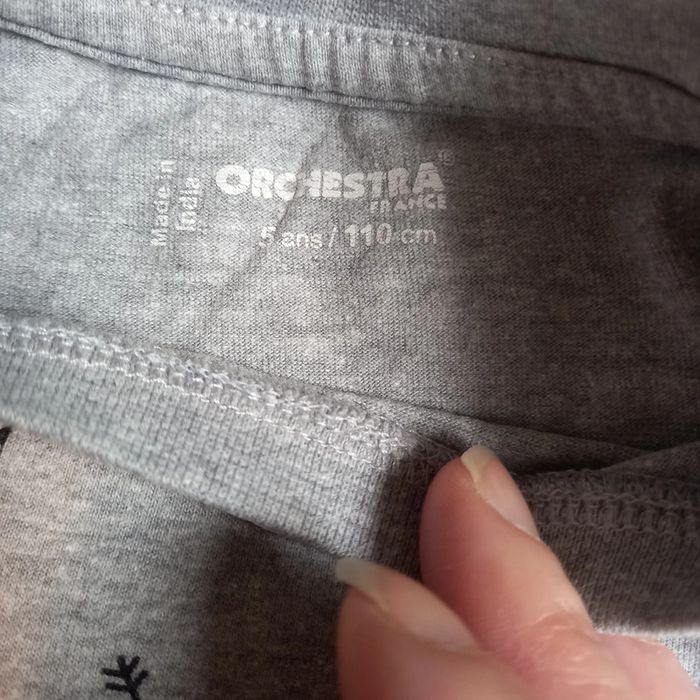 Made in
India
ORCHESTRA®
FRANCE
5 ans / 110 cm